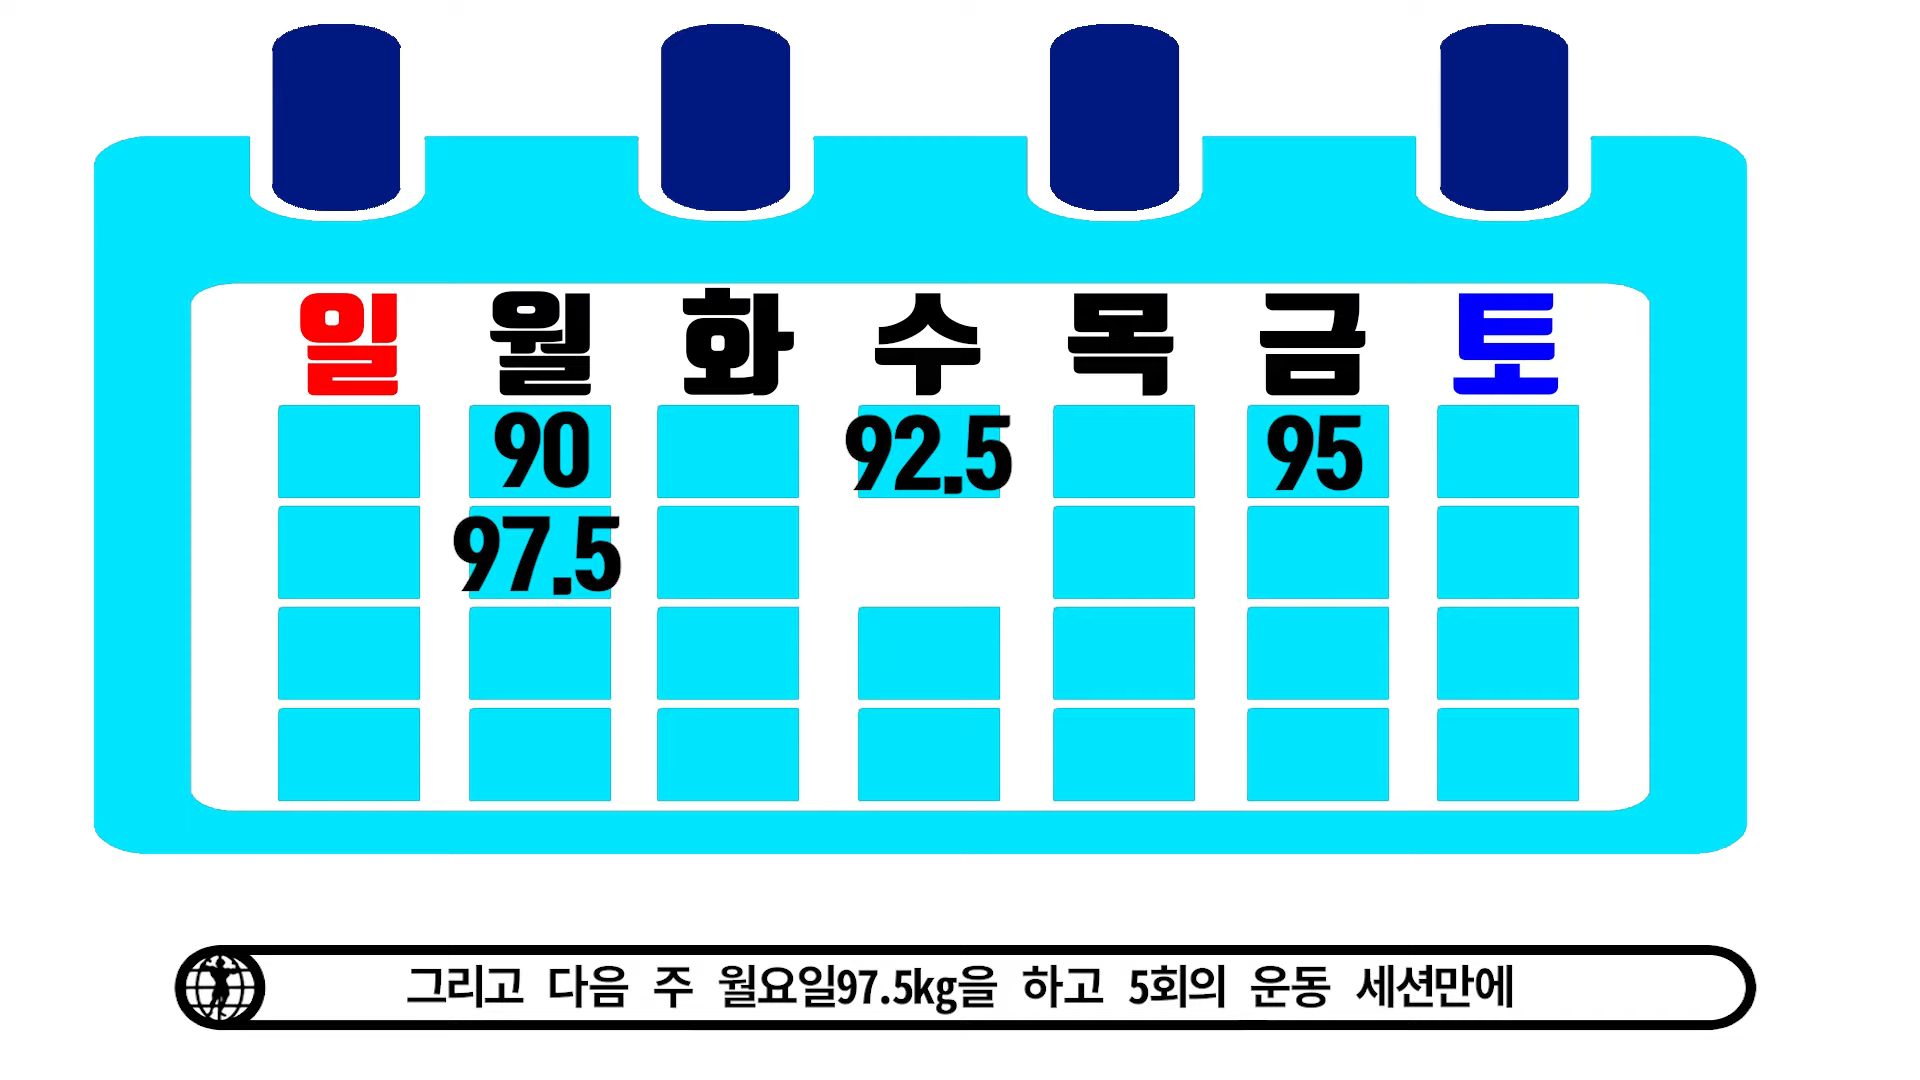 일 월 화 수 목 금 토
90 92.5 95
97.5
그리고 다음 주 월요일97.5kg을 하고 5회의 운동 세션만에